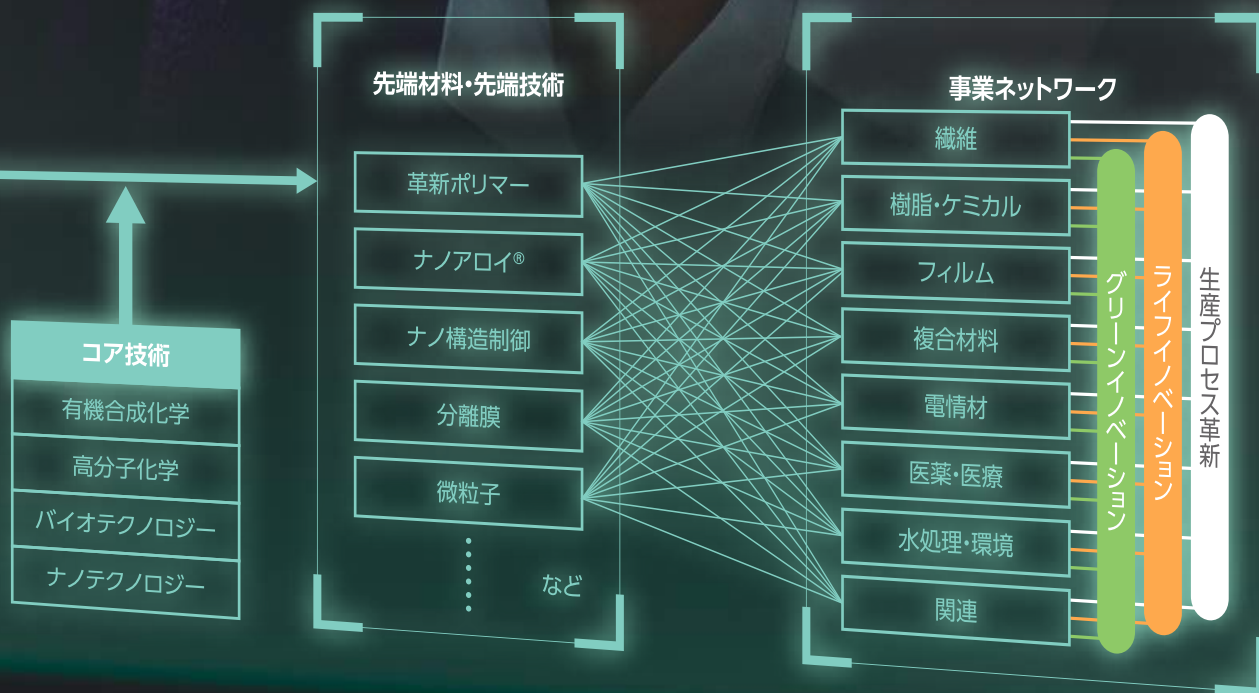 コア技術
有機合成化学
高分子化学
バイオテクノロジー
ナノテクノロジー
先端材料・先端技術
革新ポリマー
ナノアロイ®
ナノ構造制御
分離膜
微粒子
など
事業ネットワーク
繊維
樹脂・ケミカル
フィルム
複合材料
電情材
医薬・医療
水処理・環境
関連
グリーンイノベーション
ライフイノベーション
生産プロセス革新